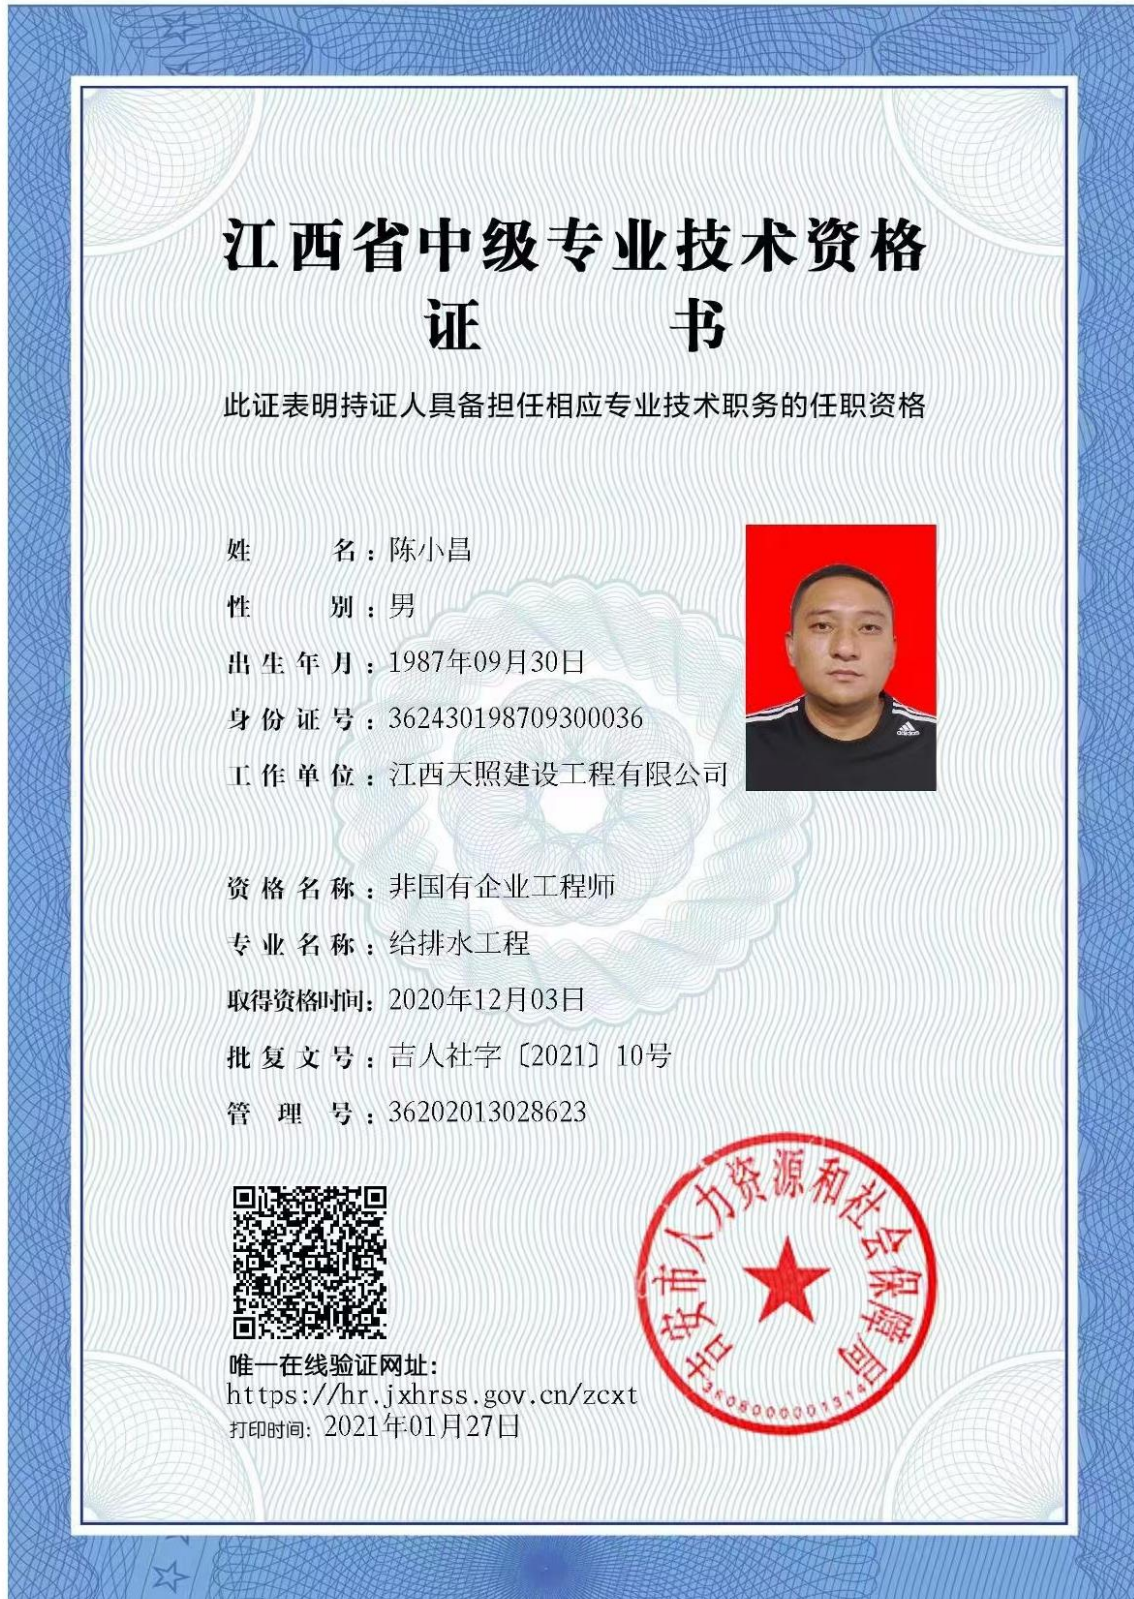 江西省中级专业技术资格
证 书
此证表明持证人具备担任相应专业技术职务的任职资格
姓名：陈小昌
性别：男
出生年月：1987年09月30日
身份证号：362430198709300036
工作单位：江西天照建设工程有限公司
adidas
资格名称：非国有企业工程师
专业名称：给排水工程
取得资格时间：2020年12月03日
批复文号：吉人社字〔2021〕10号
管理号：36202013028623
吉安市人力资源和社会保障局
3608000001314
唯一在线验证网址：
https://hr.jxhrss.gov.cn/zcxt
打印时间：2021年01月27日